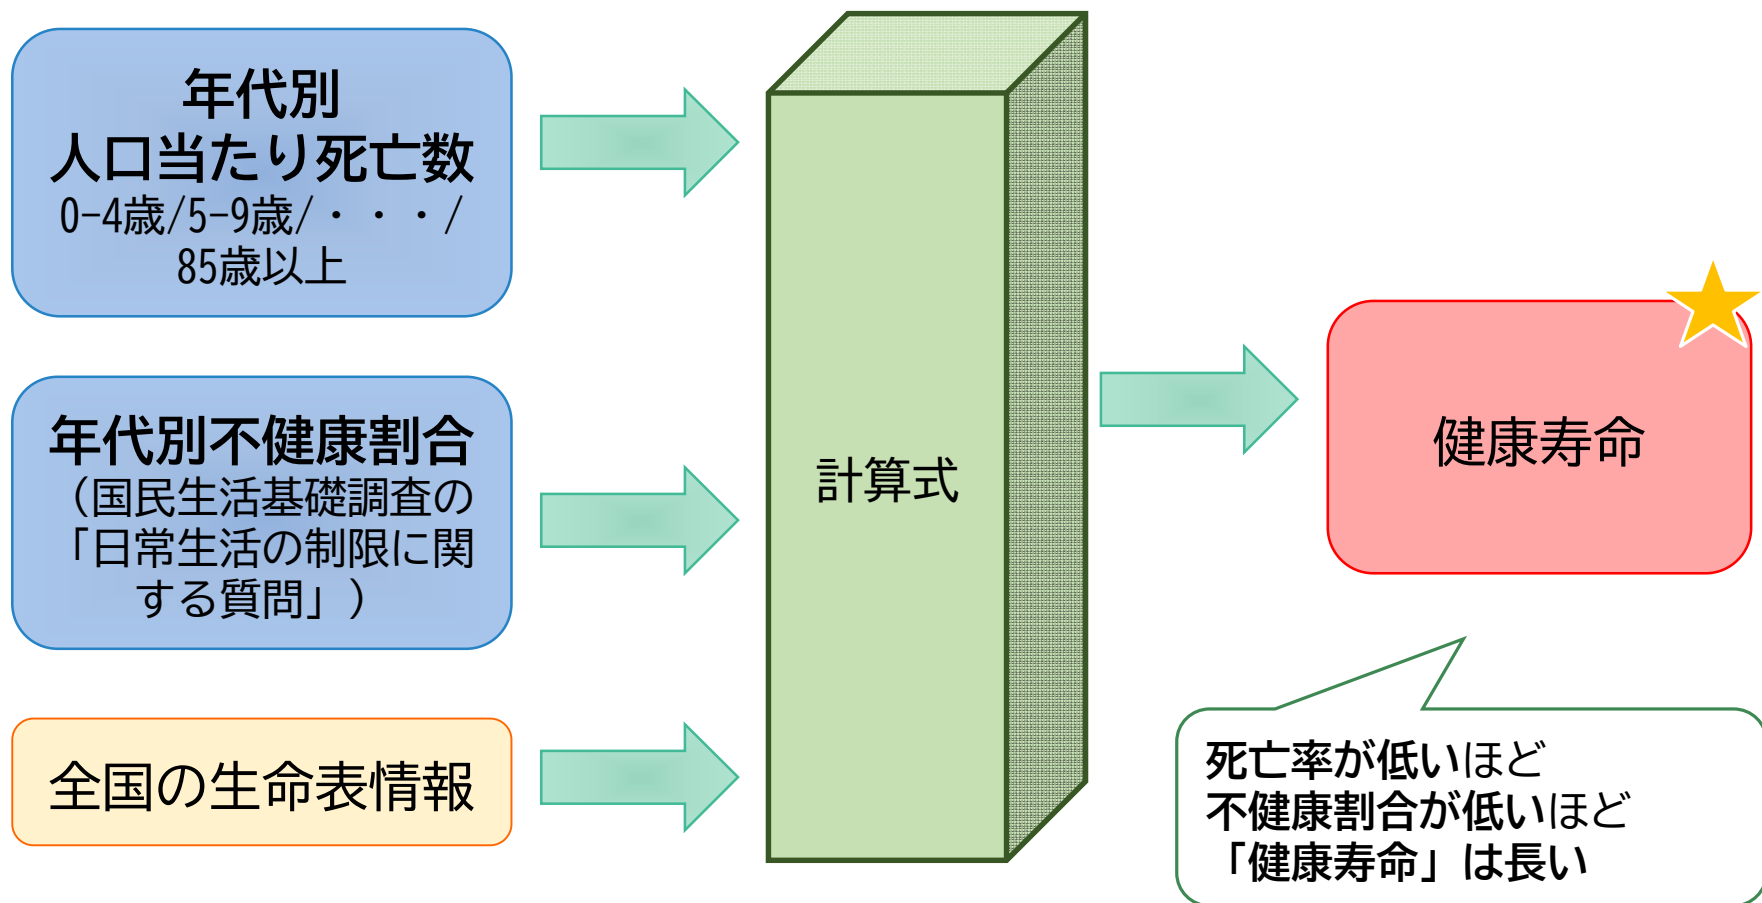 年代別
人口当たり死亡数
0-4歳/5-9歳/・・・/
85歳以上
年代別不健康割合
（国民生活基礎調査の
「日常生活の制限に関
する質問」）
全国の生命表情報
計算式
健康寿命
死亡率が低いほど
不健康割合が低いほど
「健康寿命」は長い